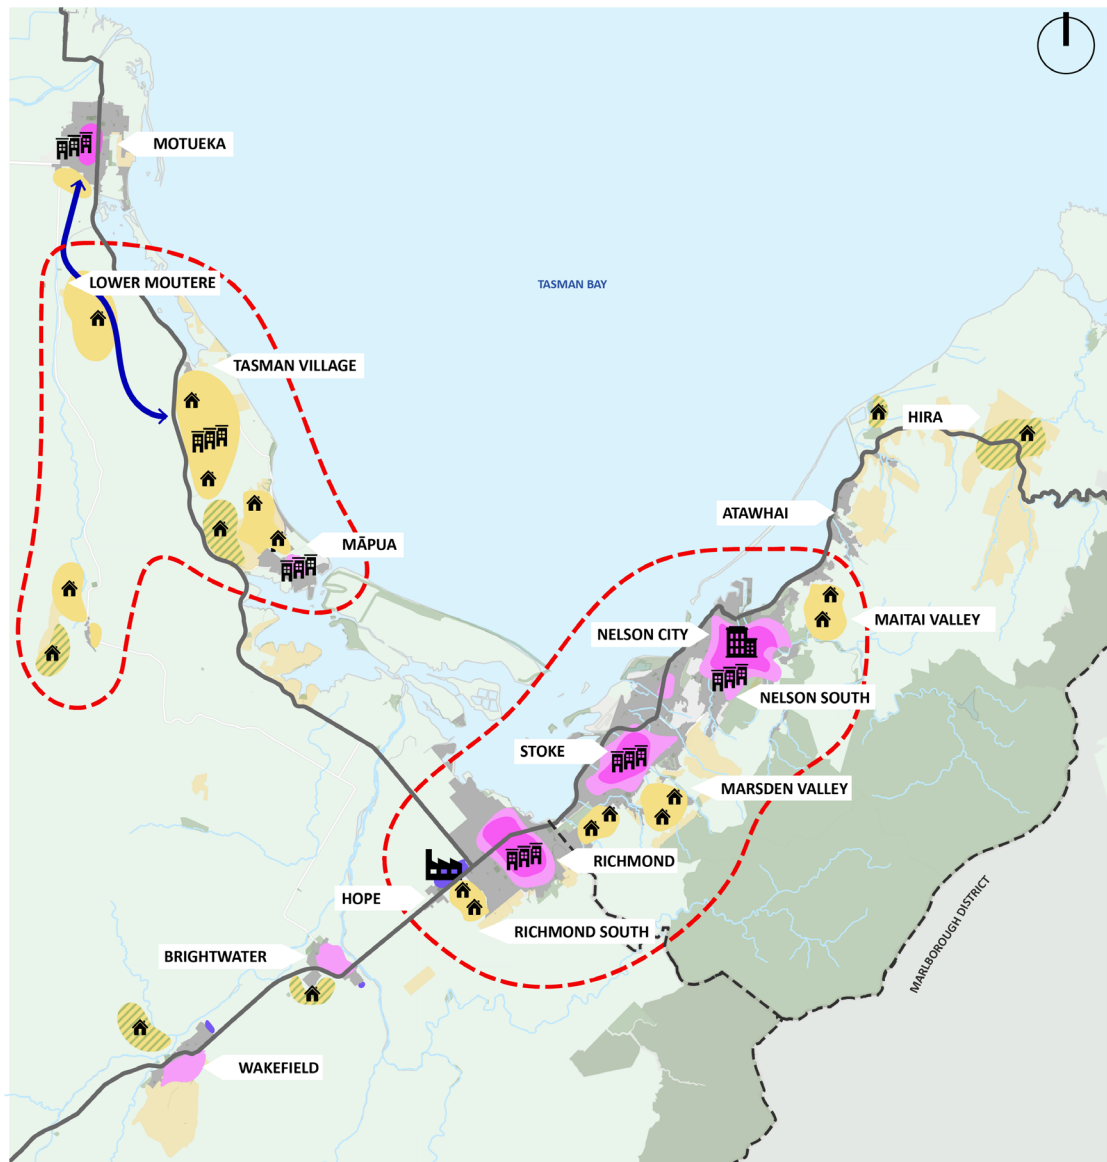 MOTUEKA
LOWER MOUTERE
TASMAN BAY
TASMAN VILLAGE
HIRA
ATAWHAI
MĀPUA
MAITAI VALLEY
NELSON CITY
NELSON SOUTH
STOKE
MARSDEN VALLEY
RICHMOND
HOPE
RICHMOND SOUTH
MARLBOROUGH DISTRICT
BRIGHTWATER
WAKEFIELD